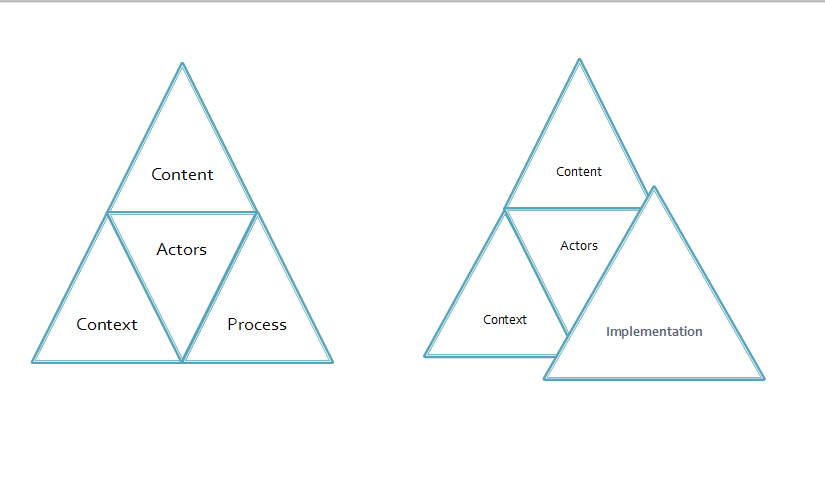 Content
Actors
Context
Process
Content
Actors
Context
Implementation